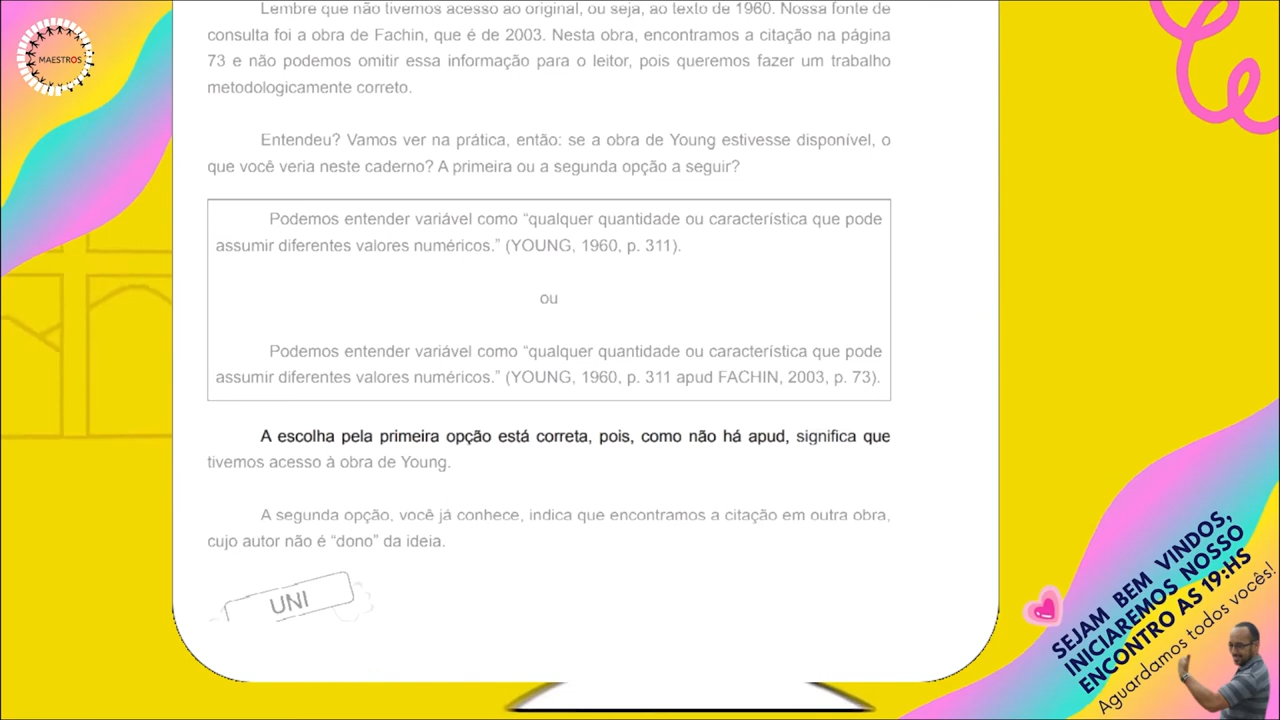 MAESTROS
Lembre que não tivemos acesso ao original, ou seja, ao texto de 1960. Nossa fonte de
consulta foi a obra de Fachin, que é de 2003. Nesta obra, encontramos a citação na página
73 e não podemos omitir essa informação para o leitor, pois queremos fazer um trabalho
metodologicamente correto.
Entendeu? Vamos ver na prática, então: se a obra de Young estivesse disponível, o
que você veria neste caderno? A primeira ou a segunda opção a seguir?
Podemos entender variável como “qualquer quantidade ou característica que pode
assumir diferentes valores numéricos.” (YOUNG, 1960, p. 311).
ou
Podemos entender variável como “qualquer quantidade ou característica que pode
assumir diferentes valores numéricos.” (YOUNG, 1960, p. 311 apud FACHIN, 2003, p. 73).
A escolha pela primeira opção está correta, pois, como não há apud, significa que
tivemos acesso à obra de Young.
A segunda opção, você já conhece, indica que encontramos a citação em outra obra,
cujo autor não é “dono” da ideia.
UNI
SEJAM BEM VINDOS,
INICIAREMOS NOSSO
ENCONTRO AS 19:HS
Aguardamos todos vocês!